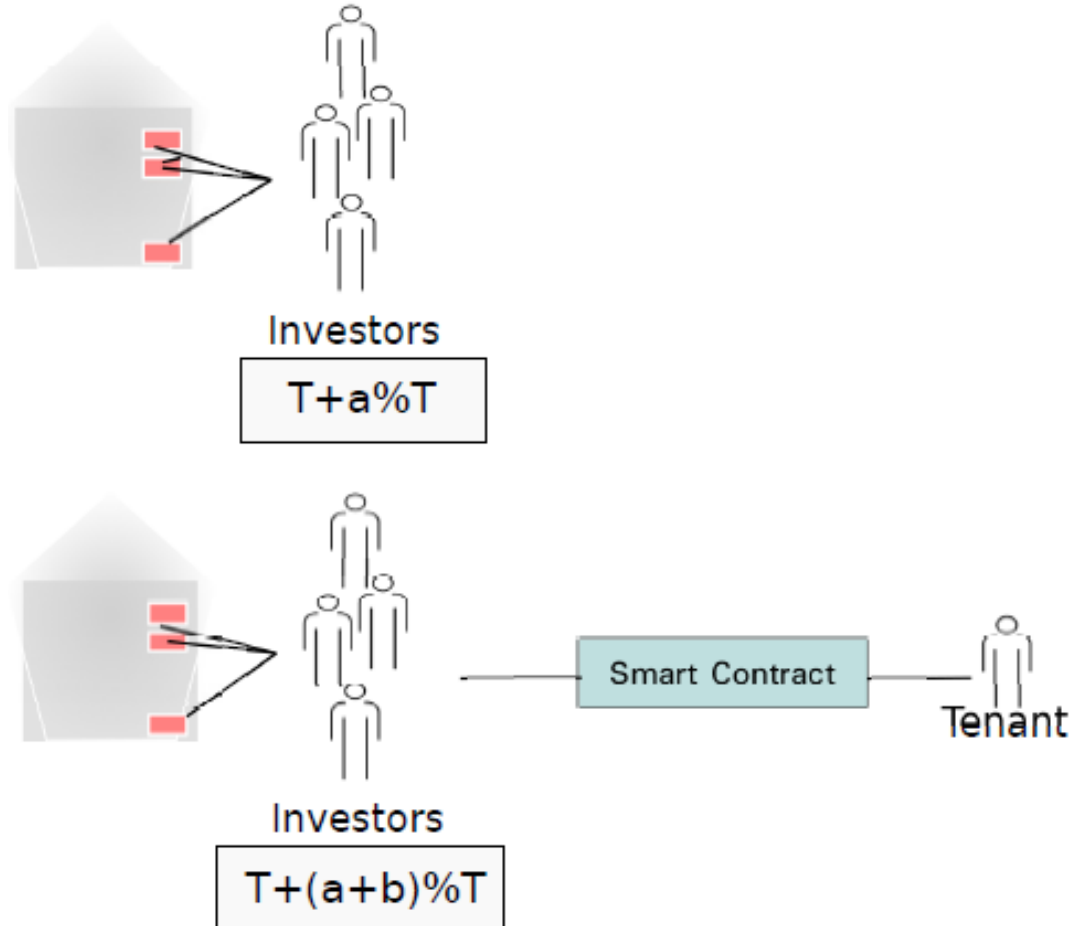 Investors
T+a%T
Smart Contract
Tenant
Investors
T+(a+b)%T